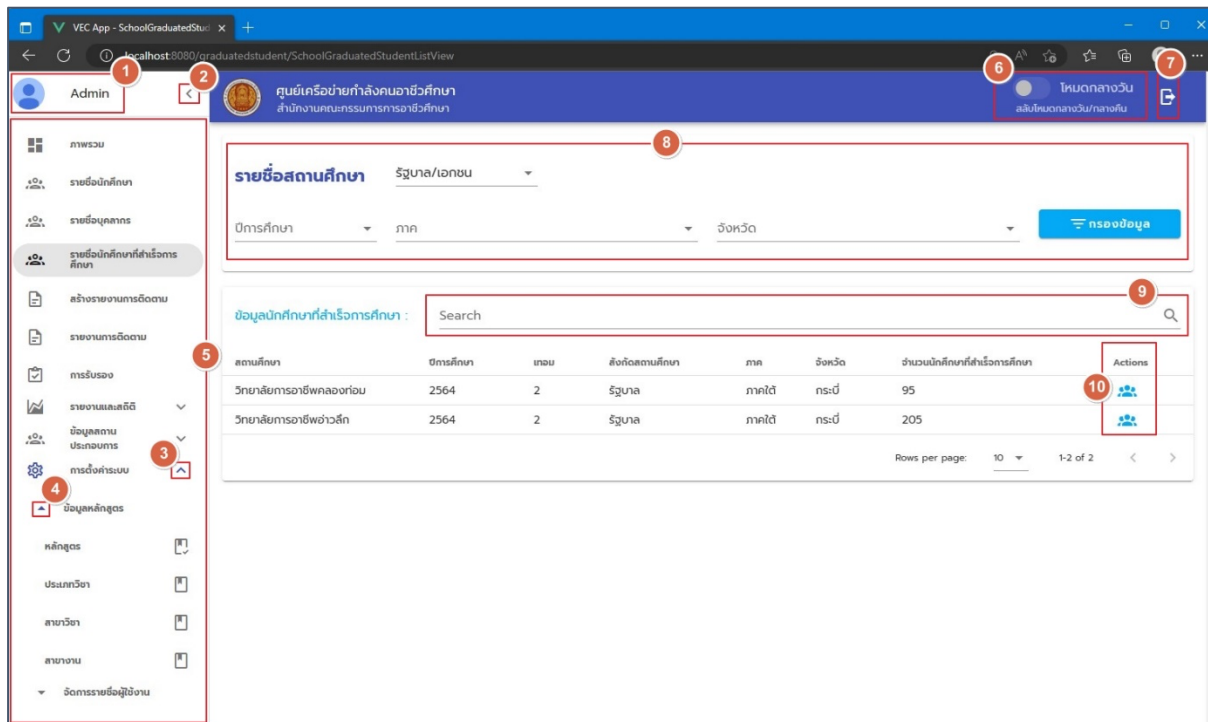 VEC App - SchoolGraduatedStud
localhost:8080/graduatedstudent/SchoolGraduatedStudentListView
1
2
6
7
Admin
ศูนย์เครือข่ายกำลังคนอาชีวศึกษา
สำนักงานคณะกรรมการการอาชีวศึกษา
โหมดกลางวัน
สลับโหมดกลางวัน/กลางคืน
ภาพรวม
รายชื่อนักศึกษา
รายชื่อบุคลากร
รายชื่อนักศึกษาที่สำเร็จการ
ศึกษา
สร้างรายงานการติดตาม
รายงานการติดตาม
5
การรับรอง
รายงานและสถิติ
ข้อมูลสถาน
ประกอบการ
3
การตั้งค่าระบบ
4
ข้อมูลหลักสูตร
หลักสูตร
ประเภทวิชา
สาขาวิชา
สาขางาน
จัดการรายชื่อผู้ใช้งาน
8
รายชื่อสถานศึกษา รัฐบาล/เอกชน
ปีการศึกษา ภาค จังหวัด กรองข้อมูล
9
ข้อมูลนักศึกษาที่สำเร็จการศึกษา : Search
สถานศึกษา ปีการศึกษา เทอม สังกัดสถานศึกษา ภาค จังหวัด จำนวนนักศึกษาที่สำเร็จการศึกษา Actions
วิทยาลัยการอาชีพคลองท่อม 2564 2 รัฐบาล ภาคใต้ กระบี่ 95 10
วิทยาลัยการอาชีพอ่าวลึก 2564 2 รัฐบาล ภาคใต้ กระบี่ 205
Rows per page: 10 1-2 of 2